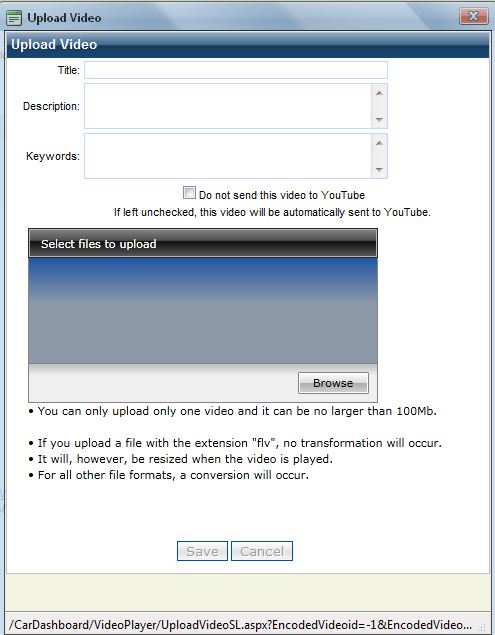 Upload Video
Upload Video
Title:
Description:
Keywords:
Do not send this video to YouTube
If left unchecked, this video will be automatically sent to YouTube.
Select files to upload
Browse
• You can only upload only one video and it can be no larger than 100Mb.
• If you upload a file with the extension "flv", no transformation will occur.
• It will, however, be resized when the video is played.
• For all other file formats, a conversion will occur.
Save Cancel
/CarDashboard/VideoPlayer/UploadVideoSL.aspx?EncodedVideoid=-1&EncodedVideo...